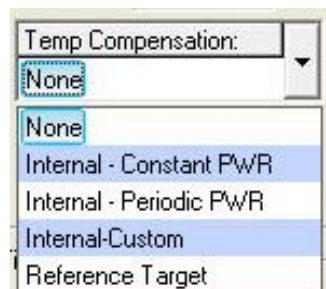 Temp Compensation:
None
None
Internal - Constant PWR
Internal - Periodic PWR
Internal-Custom
Reference Target